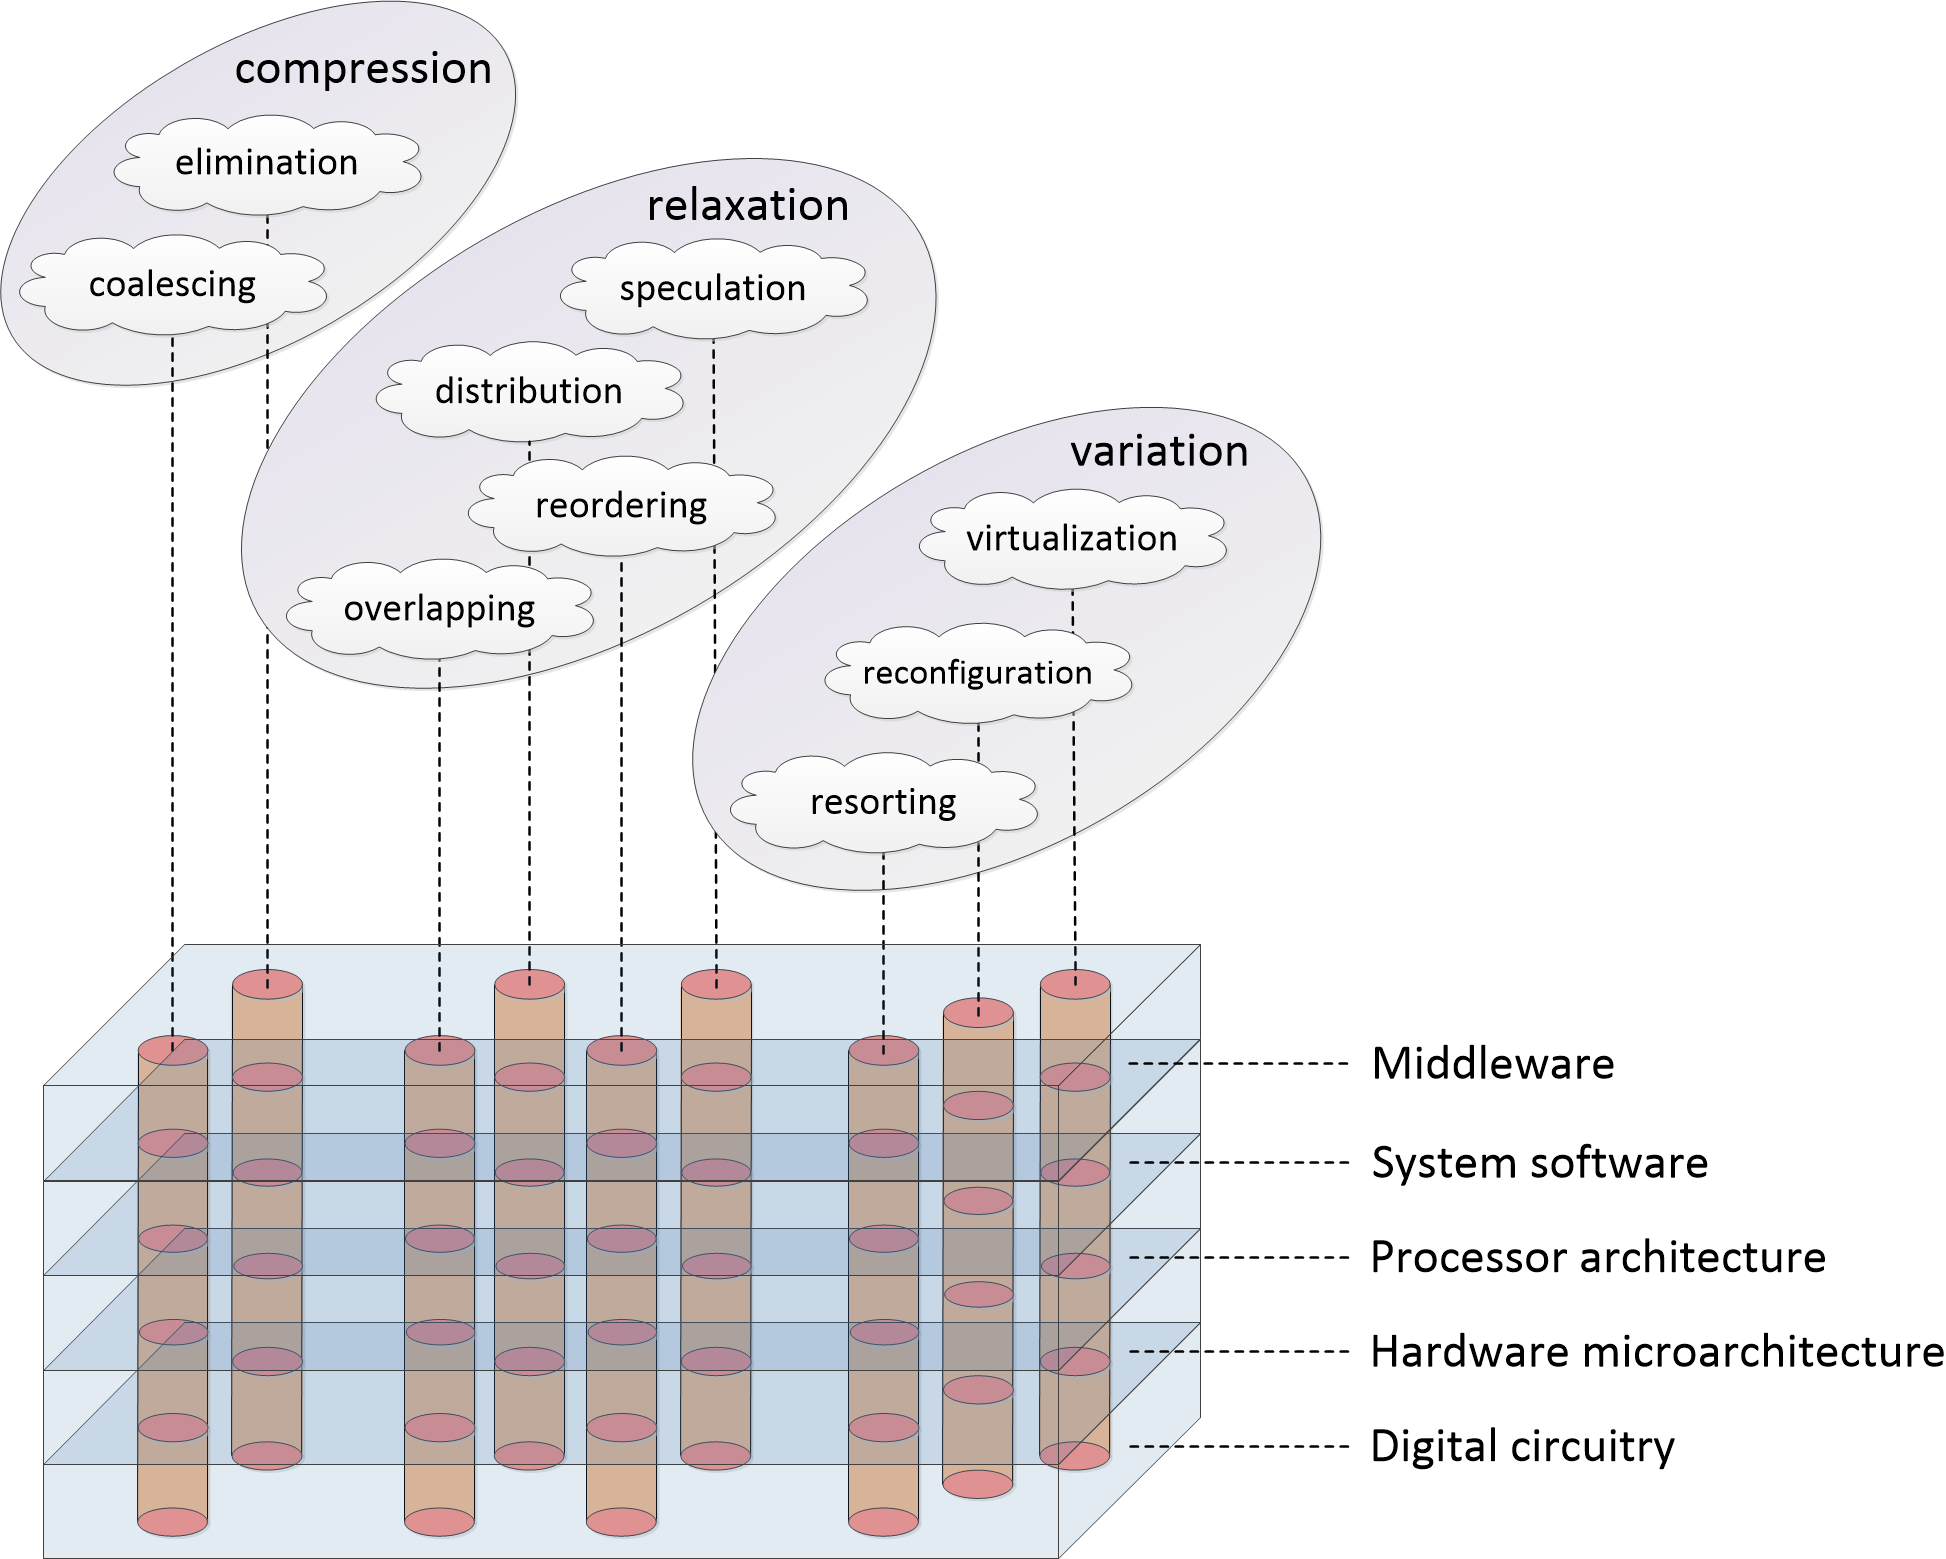 compression
elimination
coalescing
relaxation
speculation
distribution
reordering
overlapping
variation
virtualization
reconfiguration
resorting
Middleware
System software
Processor architecture
Hardware microarchitecture
Digital circuitry